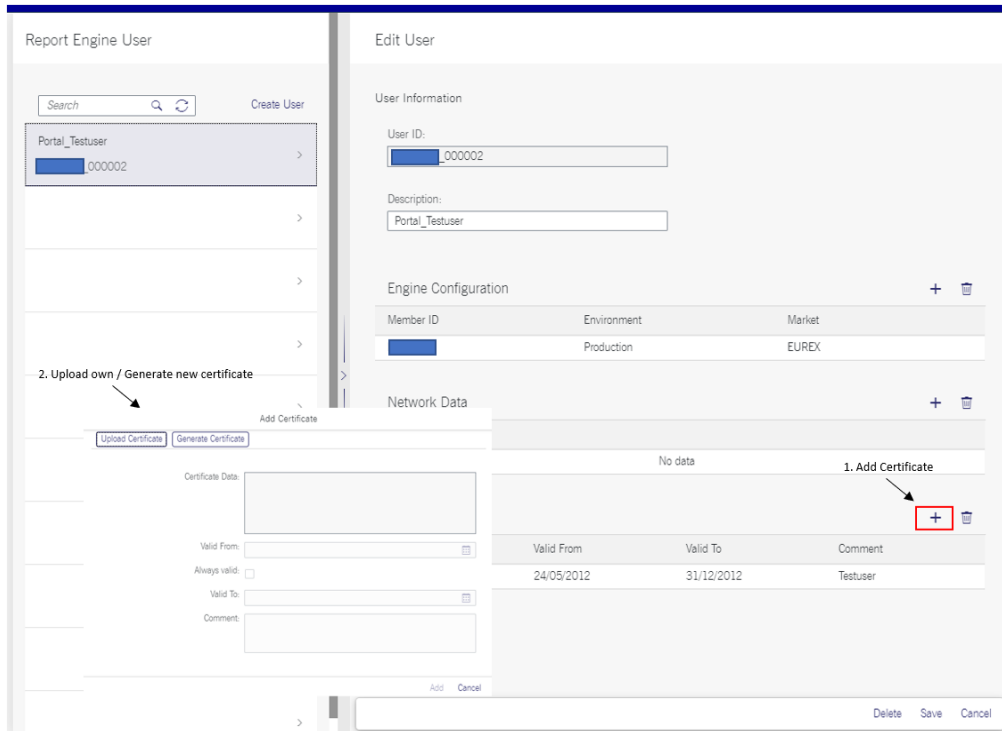 Report Engine User
Edit User
Search
Create User
Portal_Testuser
_000002
User Information
User ID:
_000002
Description:
Portal_Testuser
Engine Configuration
Member ID Environment Market
Production EUREX
Network Data
No data
1. Add Certificate
Valid From Valid To Comment
24/05/2012 31/12/2012 Testuser
2. Upload own / Generate new certificate
Add Certificate
Upload Certificate Generate Certificate
Certificate Data:
Valid From:
Always valid:
Valid To:
Comment:
Add Cancel
Delete Save Cancel